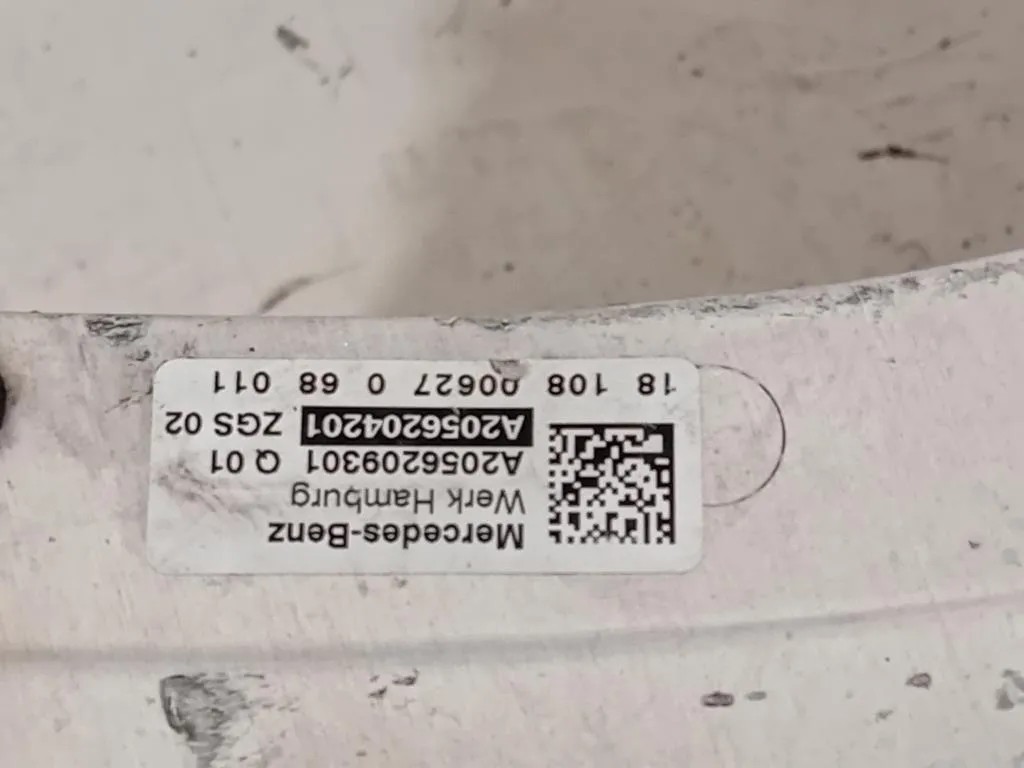 Mercedes-Benz
Werk Hamburg
A2056209301 Q 01
A2056204201 ZGS 02
18 108 00627 0 68 011